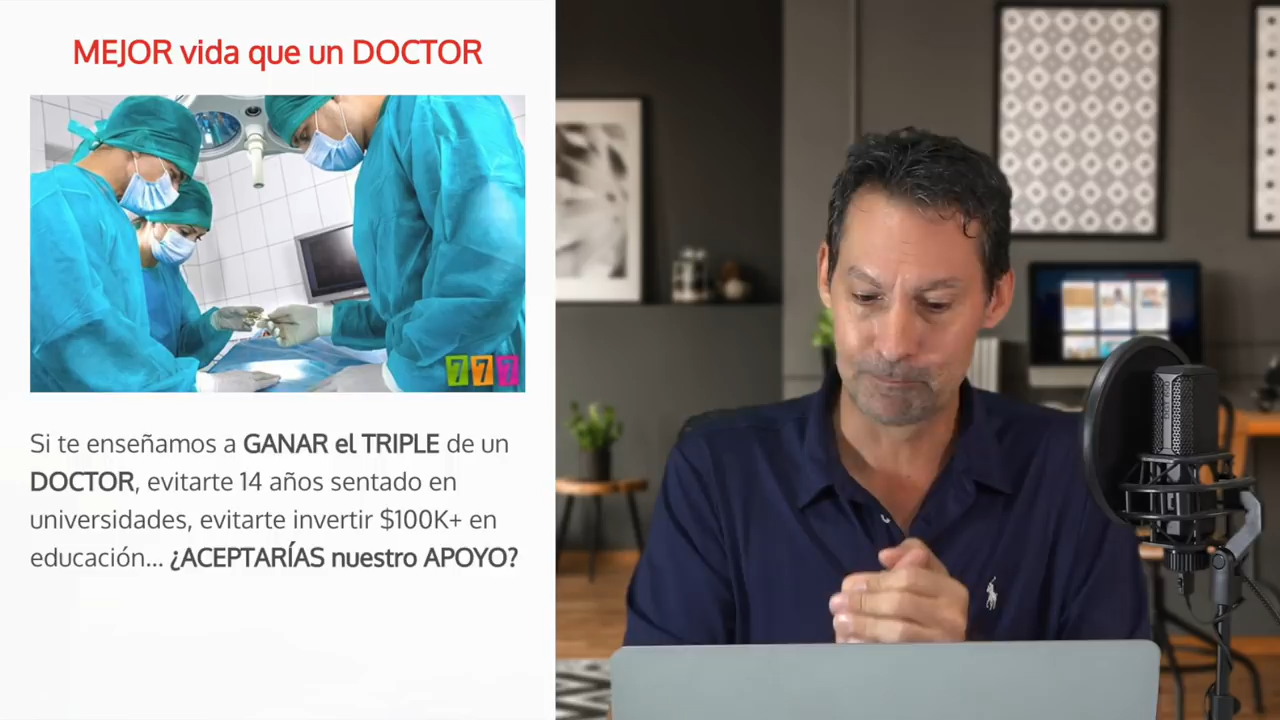 MEJOR vida que un DOCTOR
777
Si te enseñamos a GANAR el TRIPLE de un
DOCTOR, evitarte 14 años sentado en
universidades, evitarte invertir $100K+ en
educación... ¿ACEPTARÍAS nuestro APOYO?